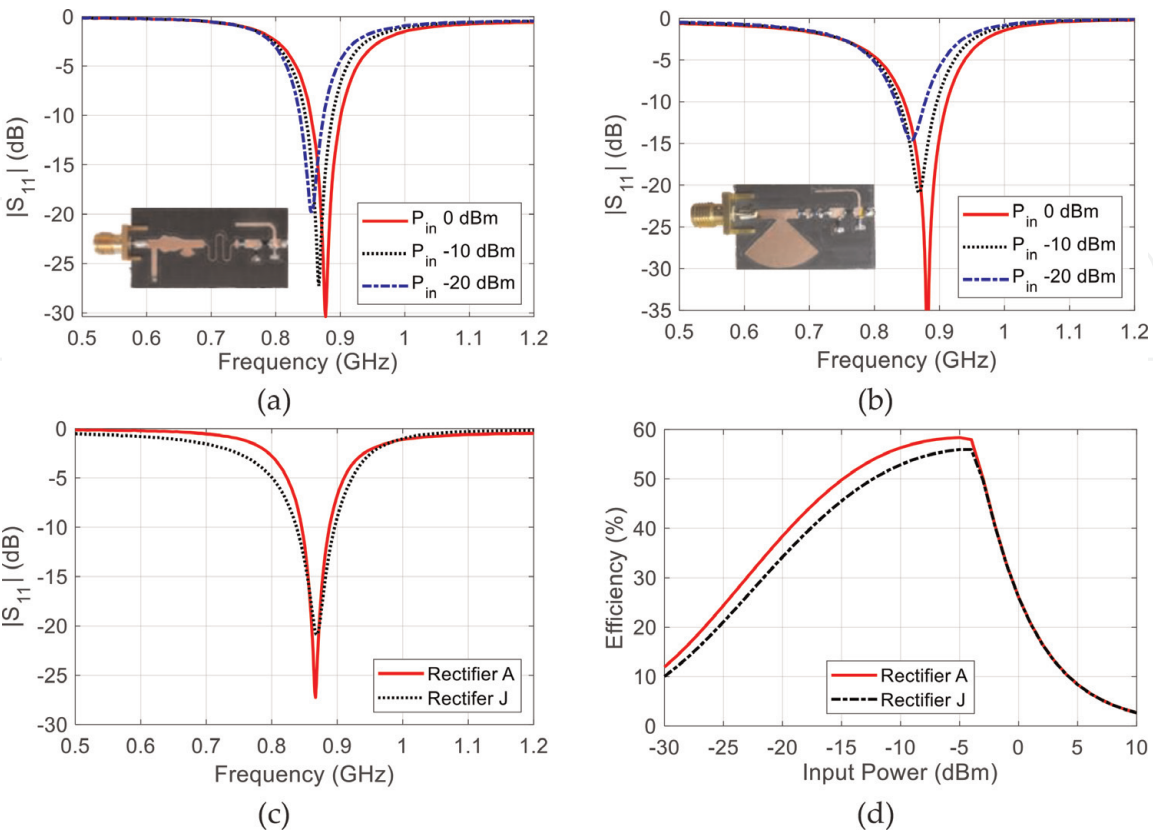 (a)
0
-5
-10
-15
-20
-25
-30
|S11| (dB)
Pin 0 dBm
Pin -10 dBm
Pin -20 dBm
0.5 0.6 0.7 0.8 0.9 1 1.1 1.2
Frequency (GHz)
(a)
0
-5
-10
-15
-20
-25
-30
-35
|S11| (dB)
Pin 0 dBm
Pin -10 dBm
Pin -20 dBm
0.5 0.6 0.7 0.8 0.9 1 1.1 1.2
Frequency (GHz)
(b)
0
-5
-10
-15
-20
-25
-30
|S11| (dB)
Rectifier A
Rectifer J
0.5 0.6 0.7 0.8 0.9 1 1.1 1.2
Frequency (GHz)
(c)
60
50
40
30
20
10
0
Efficiency (%)
Rectifier A
Rectifier J
-30 -25 -20 -15 -10 -5 0 5 10
Input Power (dBm)
(d)